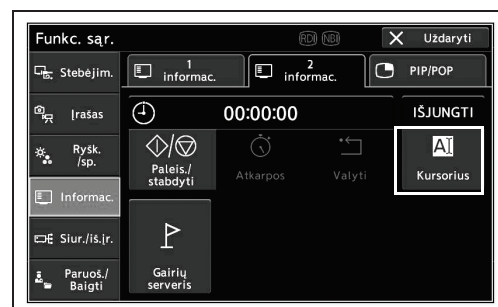 Funkc. sąr.
RDI NBI
Uždaryti
Stebėjim.
Įrašas
Ryšk.
/sp.
Informac.
Siur./iš.įr.
Paruoš./
Baigti
1
informac.
2
informac.
PIP/POP
00:00:00
IŠJUNGTI
Paleis./
stabdyti
Atkarpos
Valyti
AI
Kursorius
Gairių
serveris